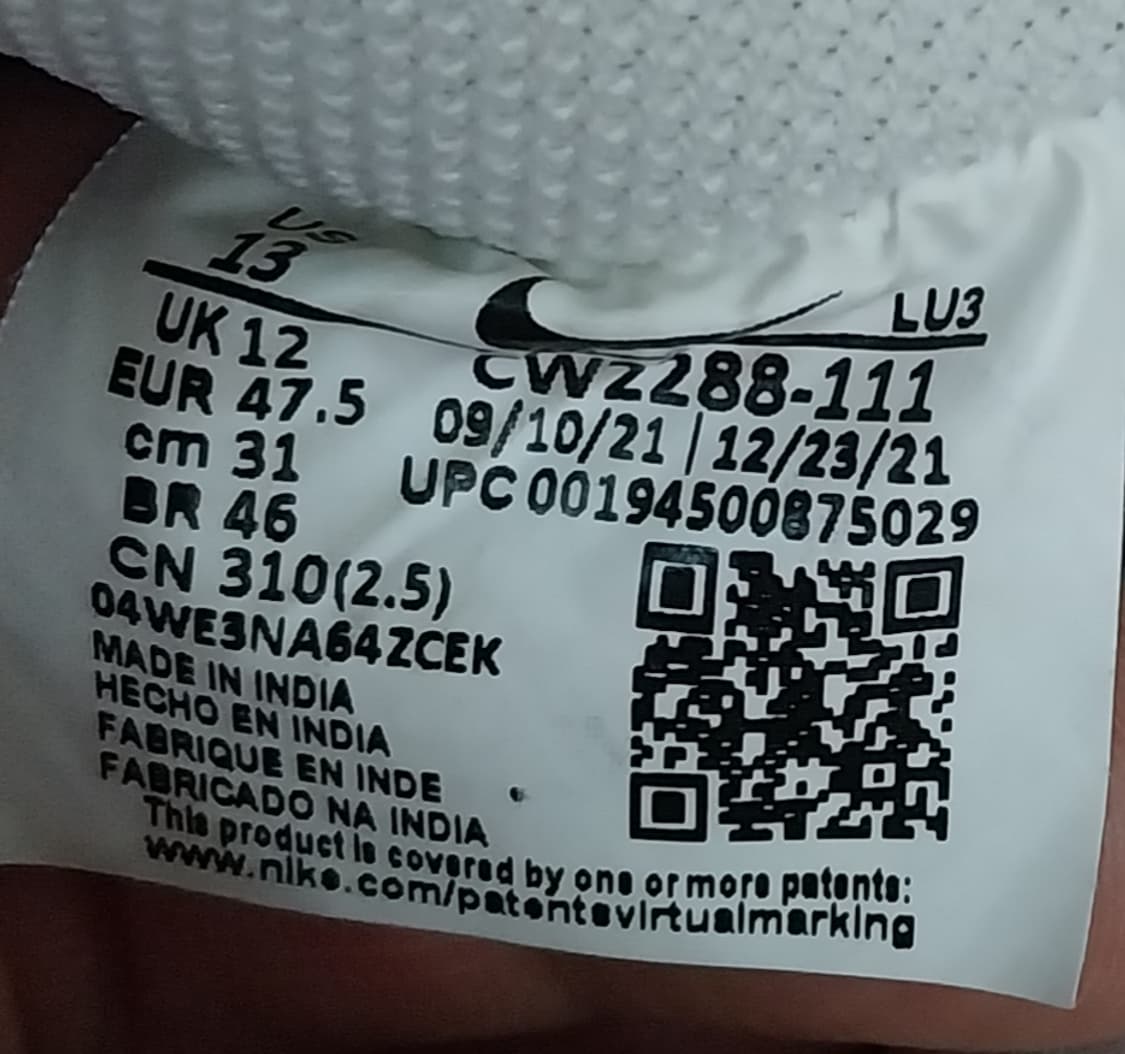 US
13
LU3
UK 12
EUR 47.5
cm 31
BR 46
CN 310(2.5)
CW2288-111
09/10/21 | 12/23/21
UPC 00194500875029
04WE3NA64ZCEK
MADE IN INDIA
HECHO EN INDIA
FABRIQUE EN INDE
FABRICADO NA INDIA
This product is covered by one or more patents:
www.nike.com/patentsvirtualmarking